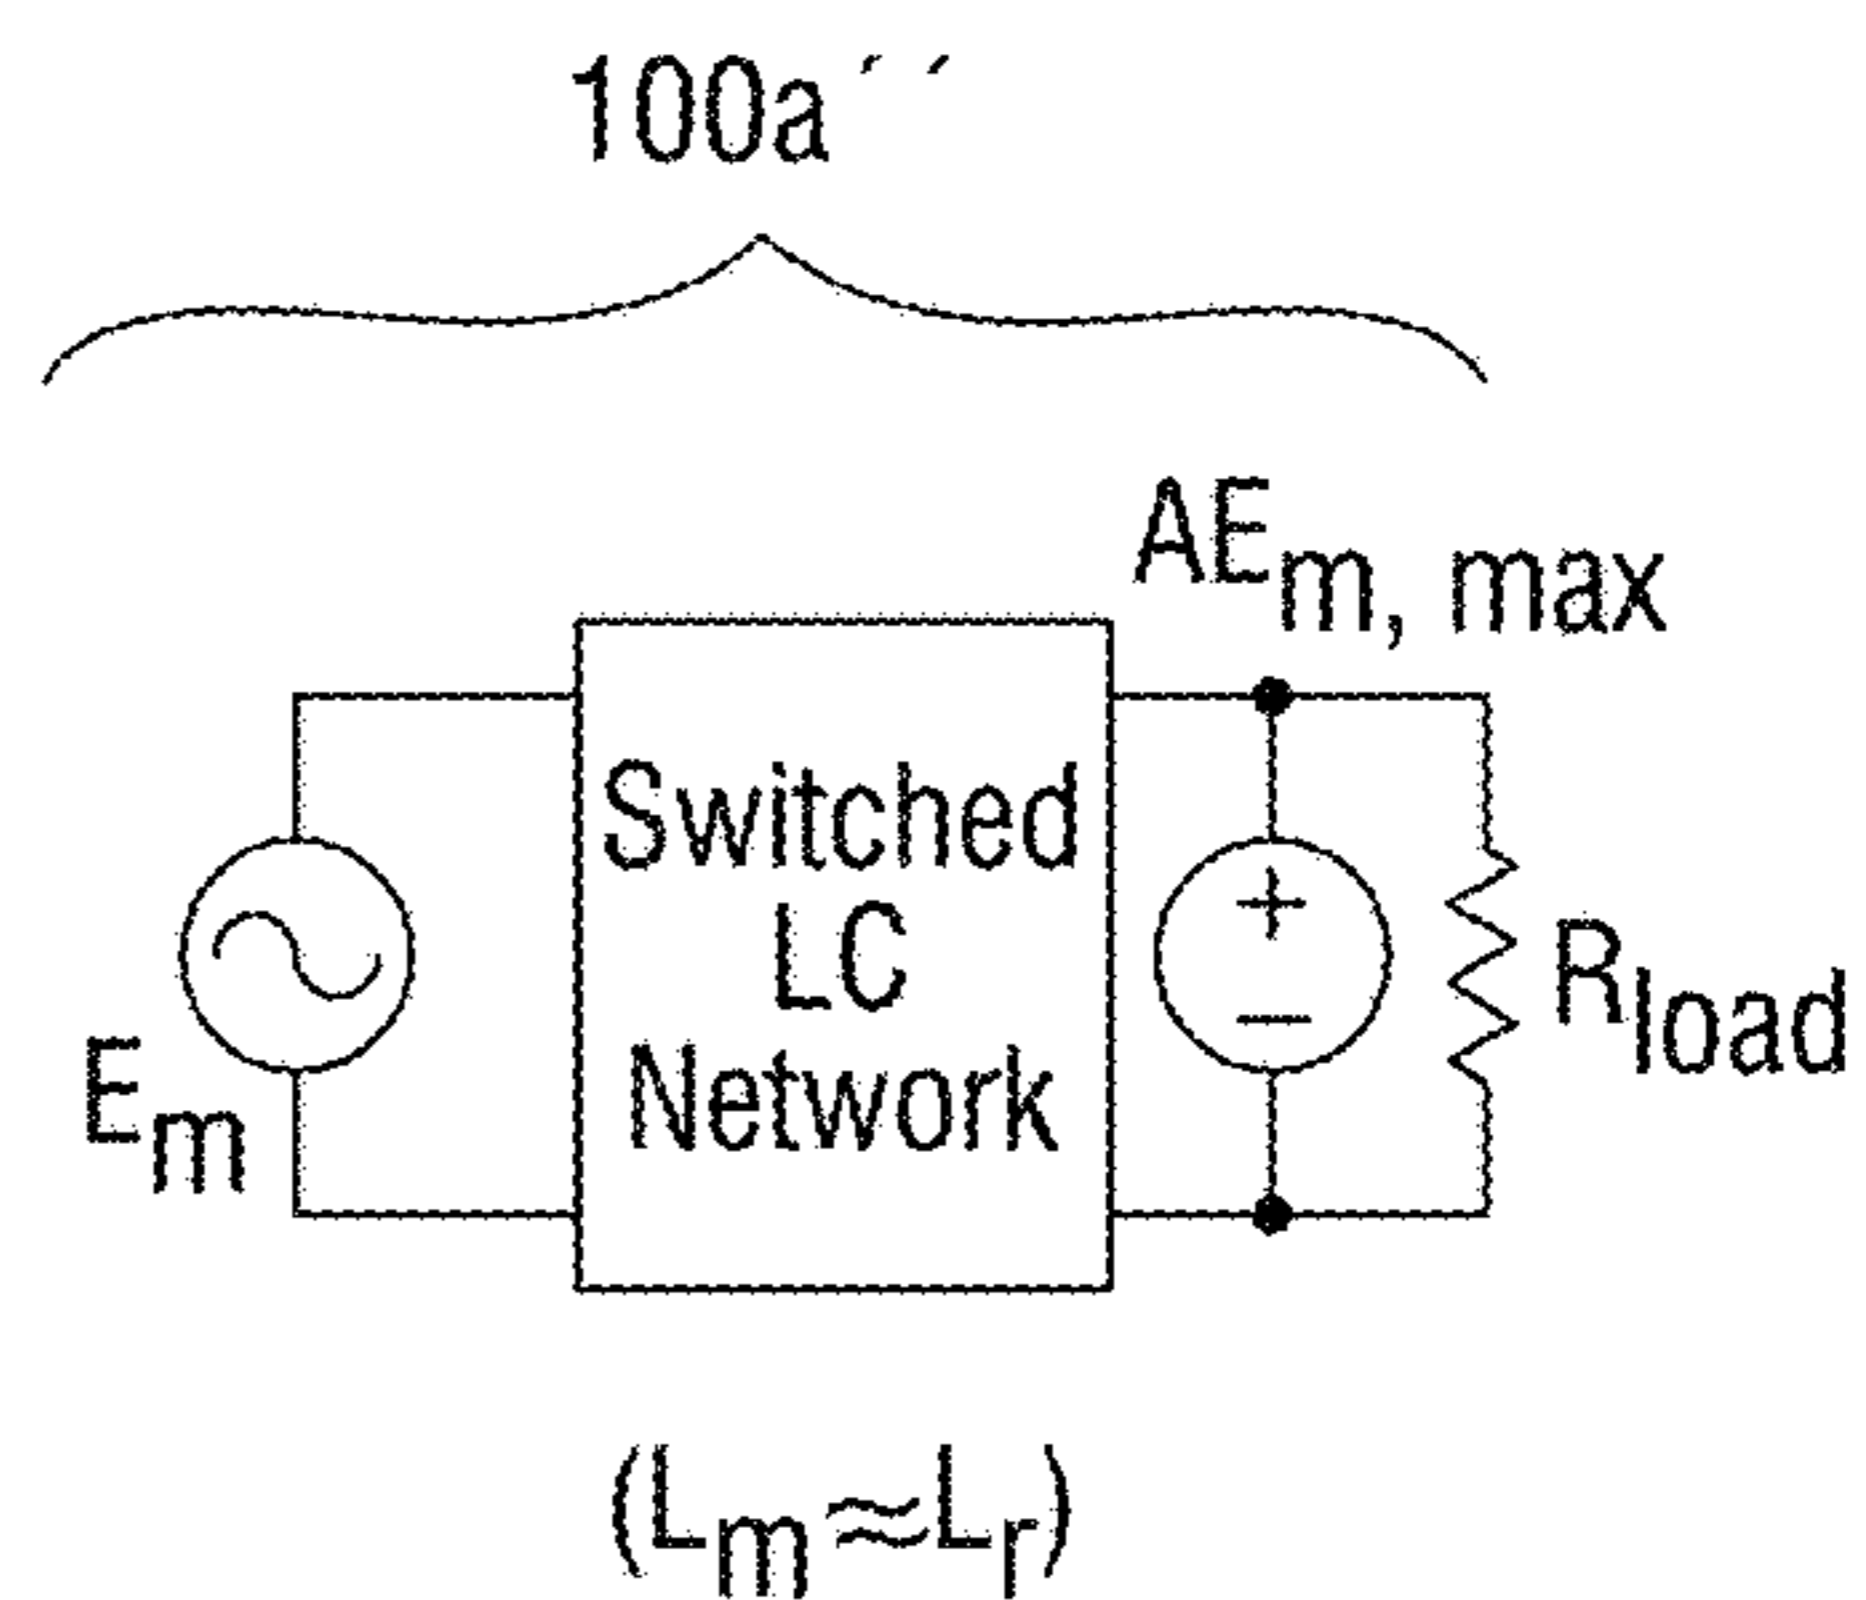 100a´´
AEm, max
Switched
LC
Network
+
−
Rload
Em
(Lm≈Lr)